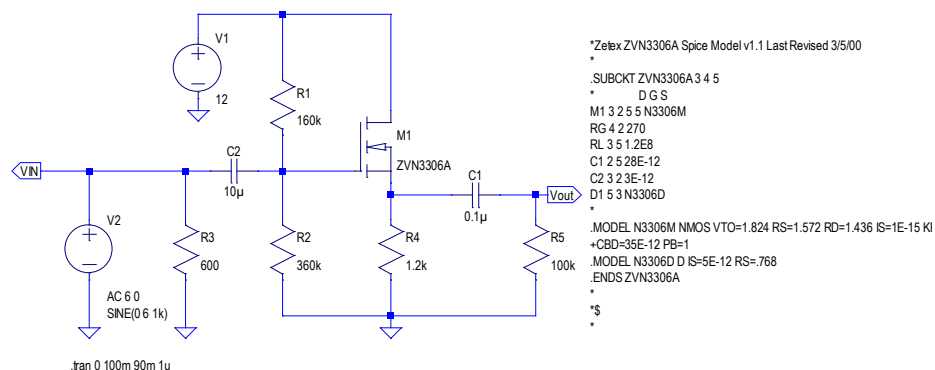 V1
12
R1
160k
M1
ZVN3306A
C2
10µ
VIN
V2
AC 6 0
SINE(0 6 1k)
R3
600
R2
360k
R4
1.2k
C1
0.1µ
Vout
R5
100k
.tran 0 100m 90m 1u
*Zetex ZVN3306A Spice Model v1.1 Last Revised 3/5/00
*
.SUBCKT ZVN3306A 3 4 5
* D G S
M1 3 2 5 5 N3306M
RG 4 2 270
RL 3 5 1.2E8
C1 2 5 28E-12
C2 3 2 3E-12
D1 5 3 N3306D
*
.MODEL N3306M NMOS VTO=1.824 RS=1.572 RD=1.436 IS=1E-15
+CBD=35E-12 PB=1
.MODEL N3306D D IS=5E-12 RS=.768
.ENDS ZVN3306A
*
*$
*